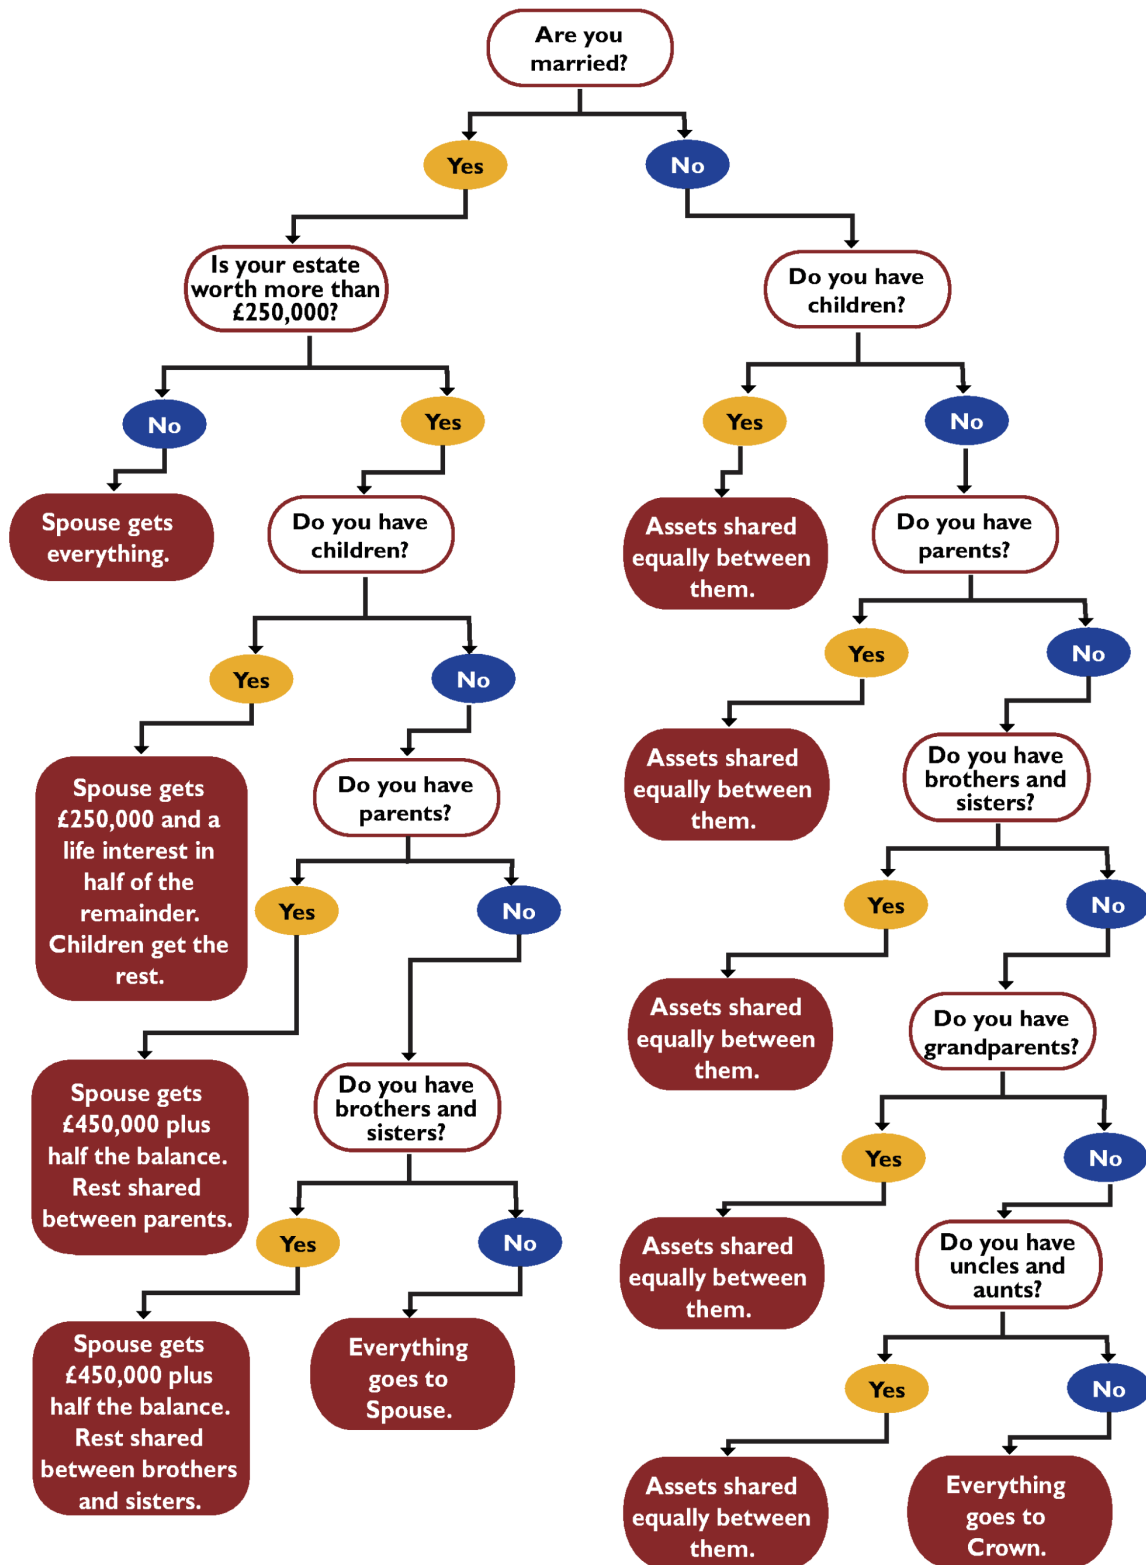 Are you
married?
Yes
No
Is your estate
worth more than
£250,000?
Do you have
children?
No
Yes
Yes
No
Spouse gets
everything.
Do you have
children?
Assets shared
equally between
them.
Do you have
parents?
Yes
No
Yes
No
Spouse gets
£250,000 and a
life interest in
half of the
remainder.
Children get the
rest.
Do you have
parents?
Assets shared
equally between
them.
Do you have
brothers and
sisters?
Yes
No
Yes
No
Spouse gets
£450,000 plus
half the balance.
Rest shared
between parents.
Do you have
brothers and
sisters?
Assets shared
equally between
them.
Do you have
grandparents?
Yes
No
Yes
No
Spouse gets
£450,000 plus
half the balance.
Rest shared
between brothers
and sisters.
Everything
goes to
Spouse.
Assets shared
equally between
them.
Do you have
uncles and
aunts?
Yes
No
Assets shared
equally between
them.
Everything
goes to
Crown.